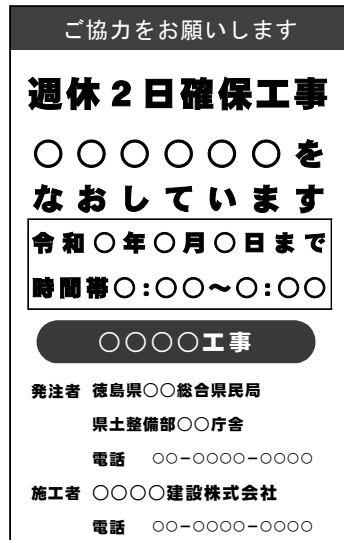 ご協力をお願いします
週休２日確保工事
○○○○○○を
なおしています
令和○年○月○日まで
時間帯○:○○～○:○○
○○○○工事
発注者 徳島県○○総合県民局
県土整備部○○庁舎
電話 ○○－○○○○－○○○○
施工者 ○○○○建設株式会社
電話 ○○－○○○○－○○○○